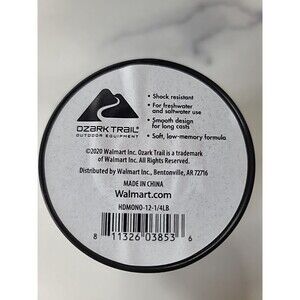 OZARK TRAIL
OUTDOOR EQUIPMENT
• Shock resistant
• For freshwater and
saltwater use
• Smooth design
for long casts
• Soft, low-memory formula
©2020 Walmart Inc. Ozark Trail is a trademark
of Walmart Inc. All Rights Reserved.
Distributed by Walmart Inc., Bentonville, AR 72716
MADE IN CHINA
Walmart.com
HDMONO-12-1/4LB
8 11326 03853 6